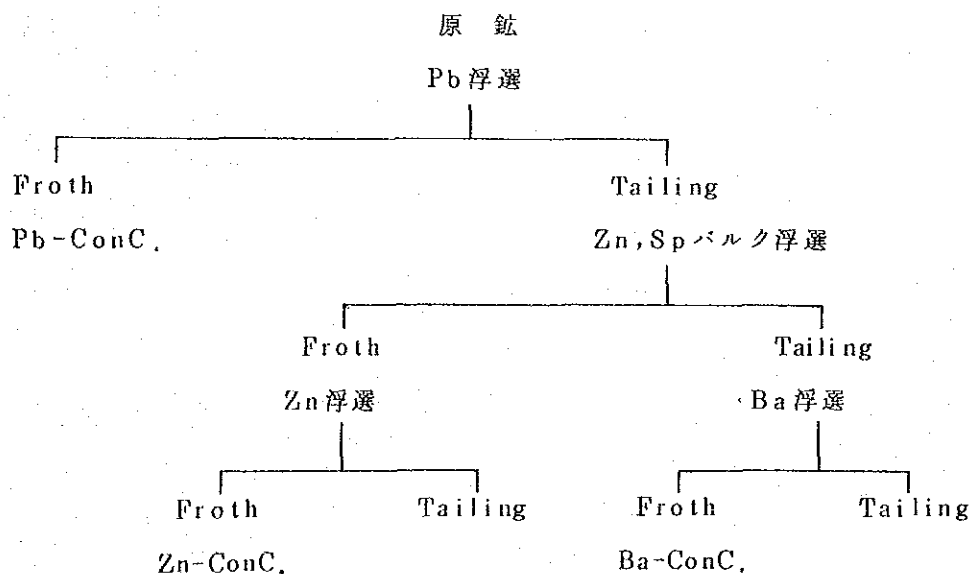 原 鉱
Pb浮選
Froth Tailing
Pb-ConC. Zn,Spバルク浮選
Froth Tailing
Zn浮選 Ba浮選
Froth Tailing Froth Tailing
Zn-ConC. Ba-ConC.